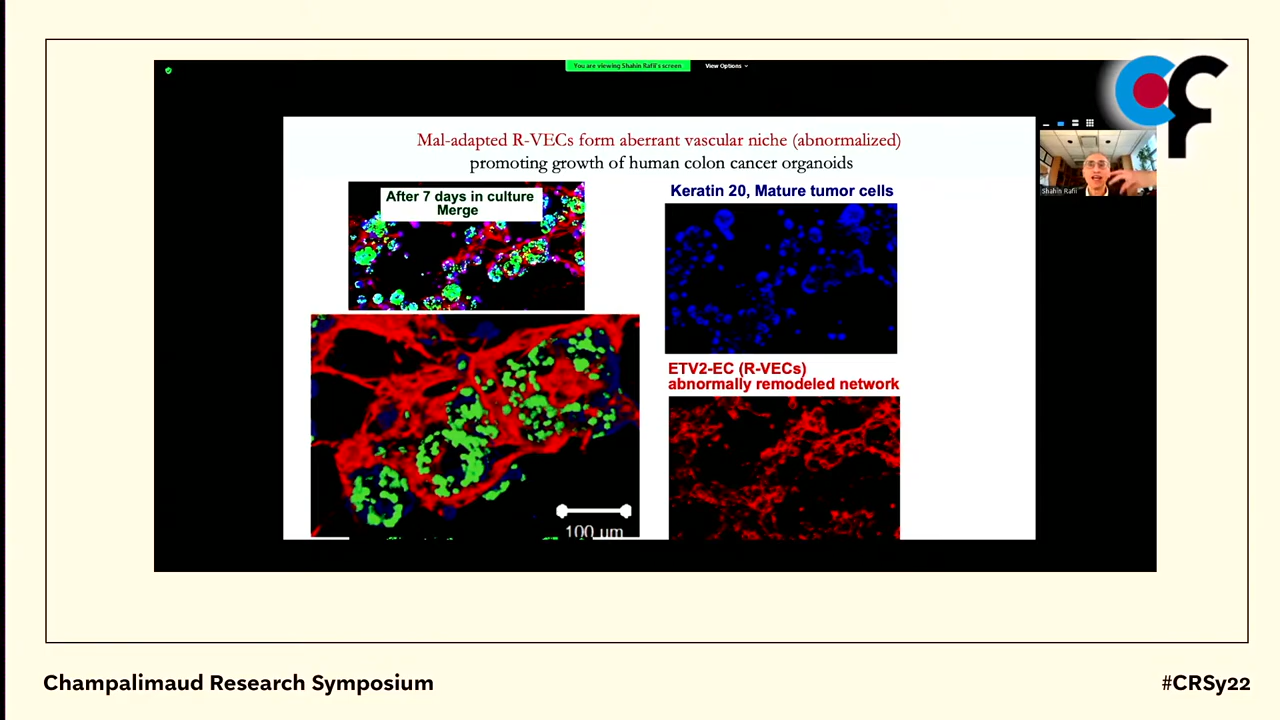 You are viewing Shahin Rafii's screen
View Options
Mal-adapted R-VECs form aberrant vascular niche (abnormalized)
promoting growth of human colon cancer organoids
After 7 days in culture
Merge
Keratin 20, Mature tumor cells
ETV2-EC (R-VECs)
abnormally remodeled network
100 µm
Shahin Rafii
cf
Champalimaud Research Symposium
#CRSy22